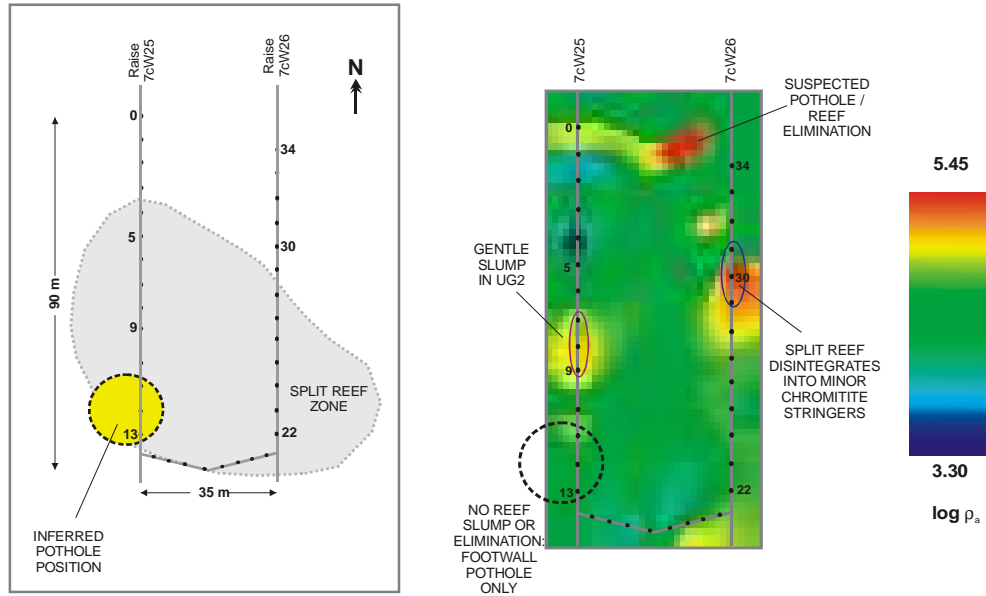 Raise
7cW25
Raise
7cW26
N
0
5
9
13
34
30
22
90 m
35 m
SPLIT REEF
ZONE
INFERRED
POTHOLE
POSITION
7cW25
7cW26
0
5
9
13
34
30
22
SUSPECTED
POTHOLE /
REEF
ELIMINATION
GENTLE
SLUMP
IN UG2
SPLIT REEF
DISINTEGRATES
INTO MINOR
CHROMITITE
STRINGERS
NO REEF
SLUMP OR
ELIMINATION:
FOOTWALL
POTHOLE
ONLY
5.45
3.30
log ρa